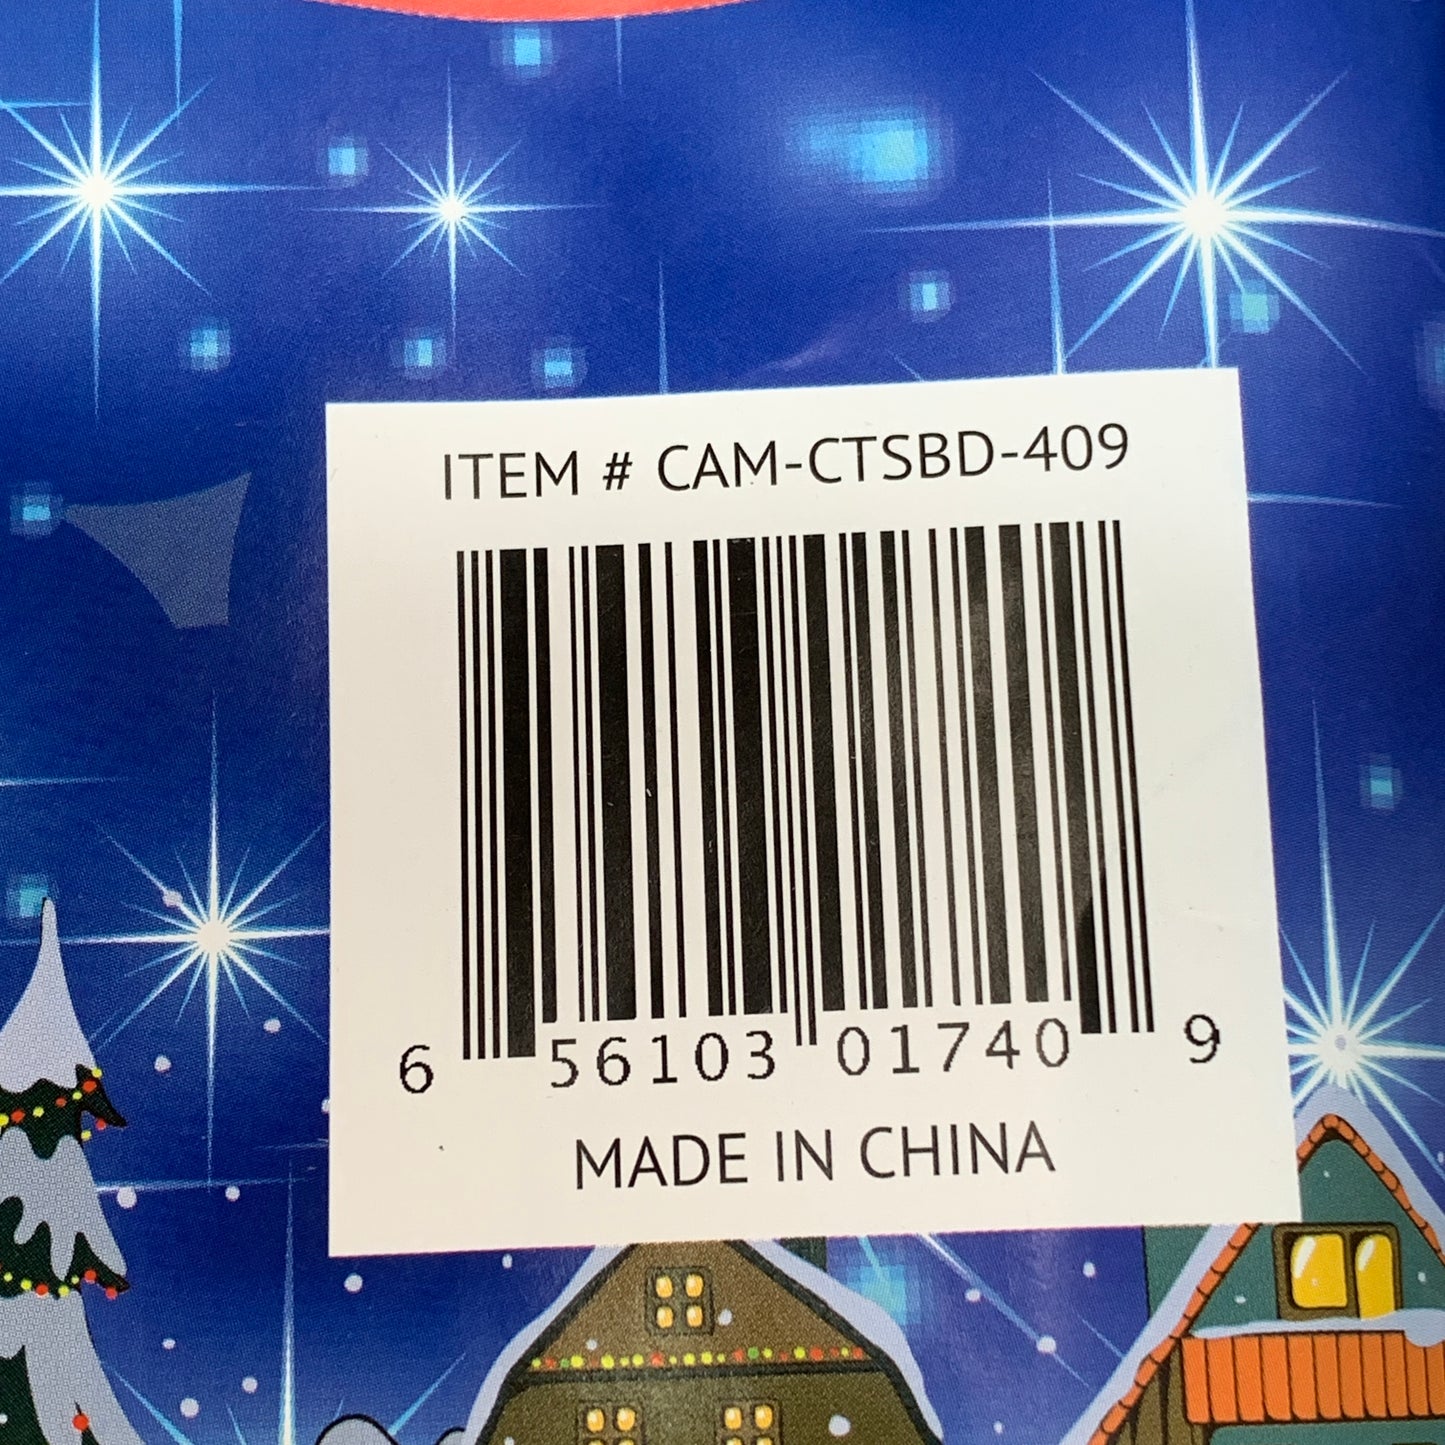 ITEM # CAM-CTSBD-409
6 56103 01740 9
MADE IN CHINA